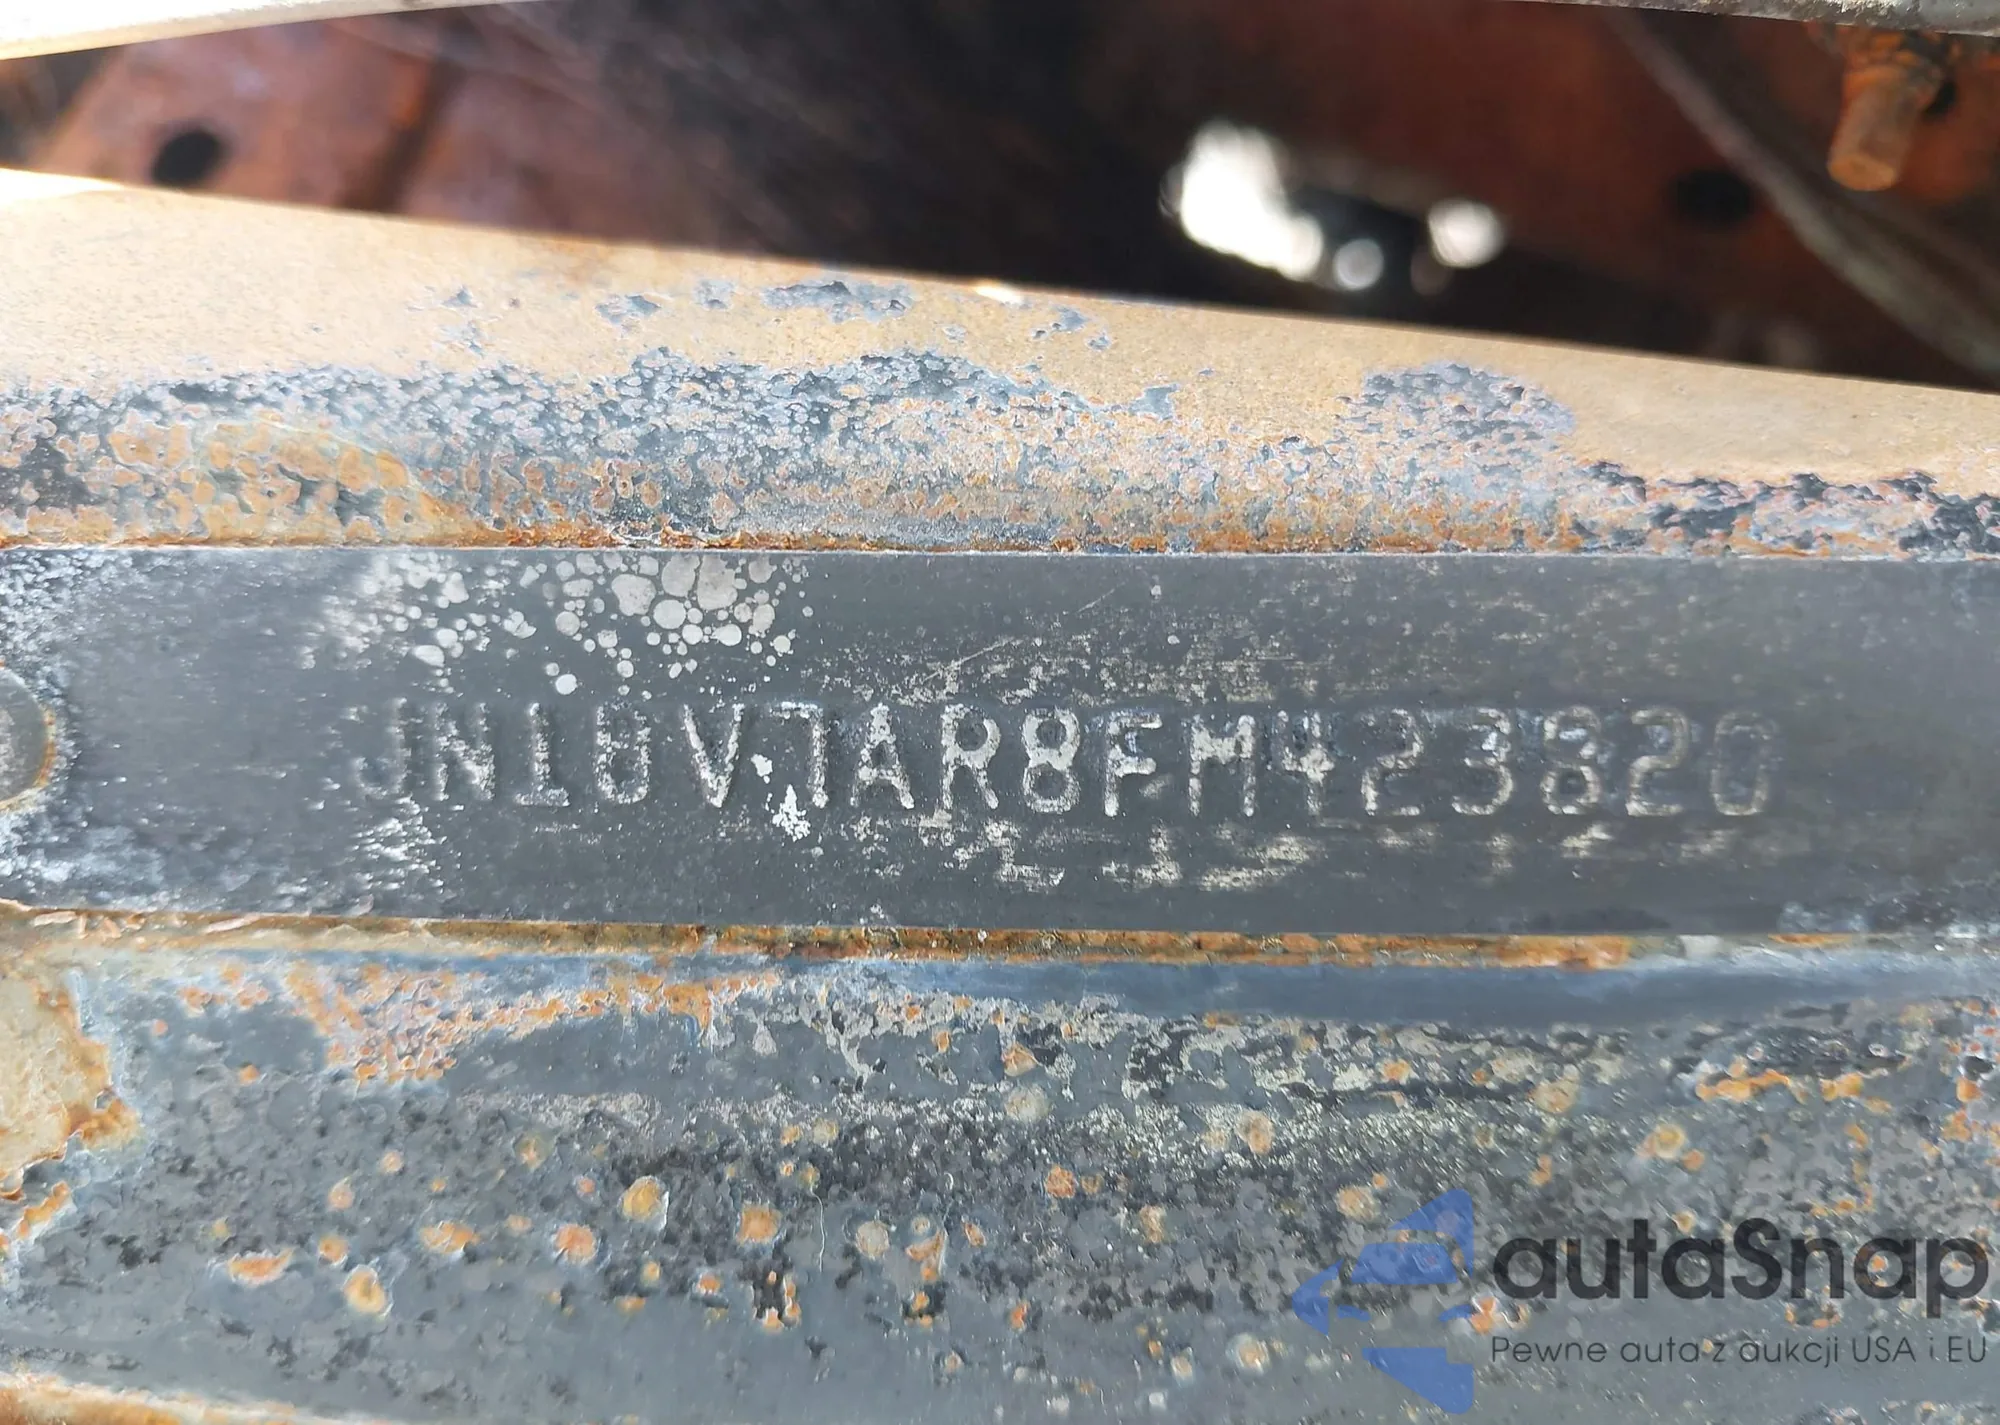 JN1BV7AR8FM423820
autaSnap
Pewne auta z aukcji USA i EU